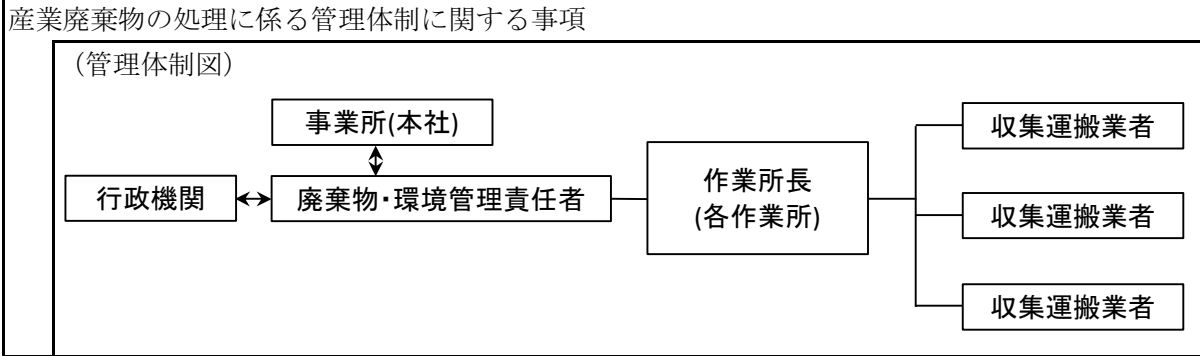 産業廃棄物の処理に係る管理体制に関する事項
（管理体制図）
事業所(本社)
行政機関
廃棄物・環境管理責任者
作業所長
(各作業所)
収集運搬業者
収集運搬業者
収集運搬業者